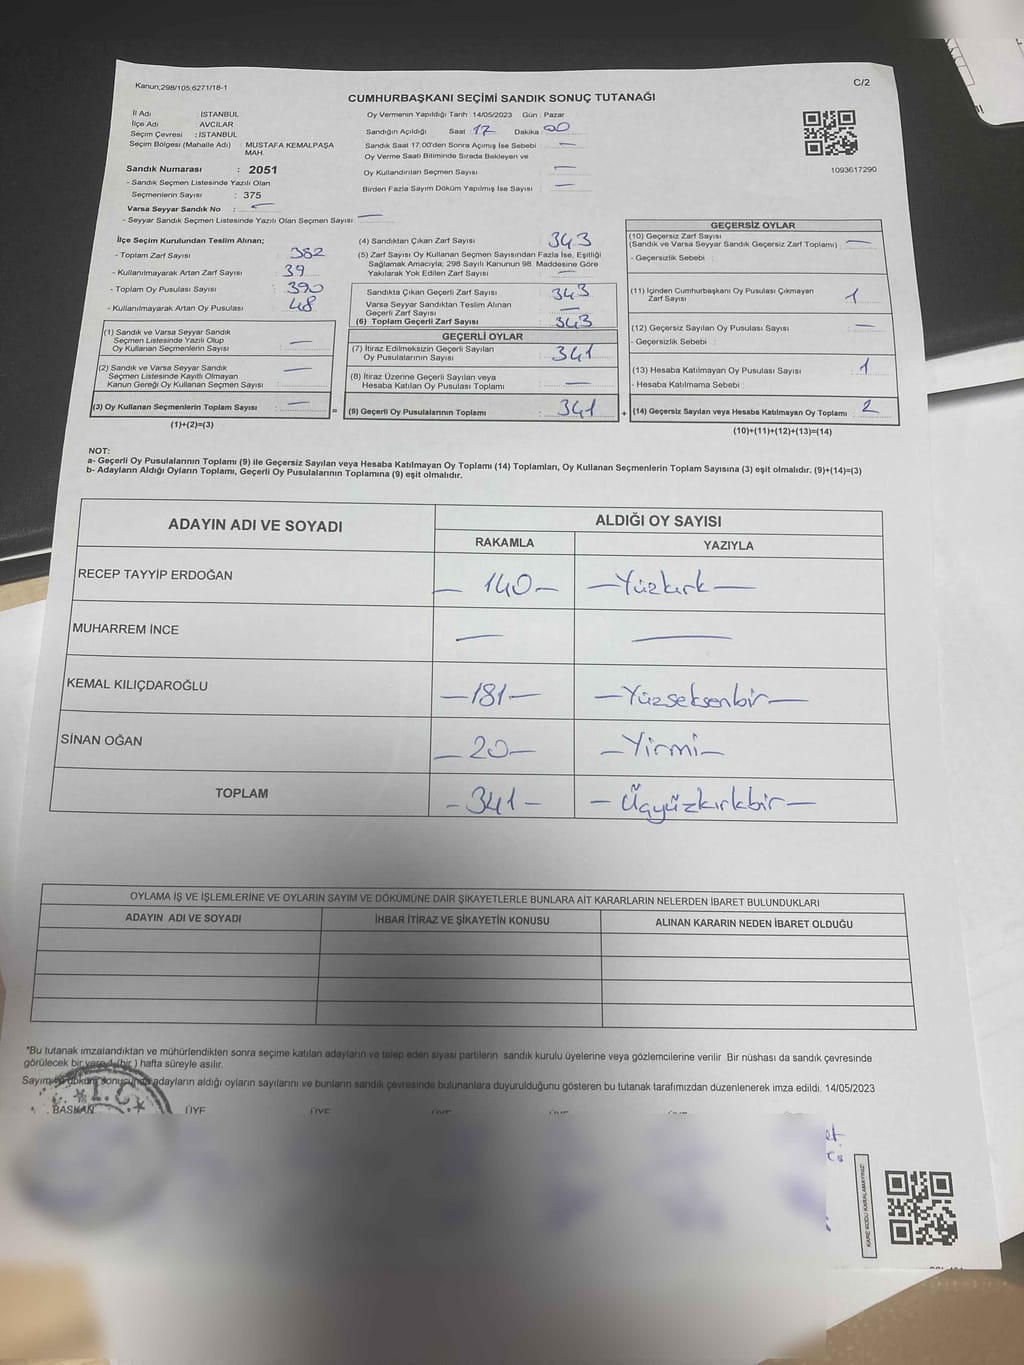 Kanun;298/105;6271/18-1
C/2
CUMHURBAŞKANI SEÇİMİ SANDIK SONUÇ TUTANAĞI
İl Adı : İSTANBUL
İlçe Adı : AVCILAR
Seçim Çevresi : İSTANBUL
Seçim Bölgesi (Mahalle Adı) : MUSTAFA KEMALPAŞA MAH.
Sandık Numarası : 2051
- Sandık Seçmen Listesinde Yazılı Olan
Seçmenlerin Sayısı : 375
Varsa Seyyar Sandık No : —
- Seyyar Sandık Seçmen Listesinde Yazılı Olan Seçmen Sayısı : —
Oy Vermenin Yapıldığı Tarih : 14/05/2023 Gün : Pazar
Sandığın Açıldığı Saat 17 Dakika 00
Sandık Saat 17:00'den Sonra Açılmış İse Sebebi : —
Oy Verme Saati Bitiminde Sırada Bekleyen ve
Oy Kullandırılan Seçmen Sayısı : —
Birden Fazla Sayım Döküm Yapılmış İse Sayısı : —
1093617290
İlçe Seçim Kurulundan Teslim Alınan;
- Toplam Zarf Sayısı : 382
- Kullanılmayarak Artan Zarf Sayısı : 39
- Toplam Oy Pusulası Sayısı : 390
- Kullanılmayarak Artan Oy Pusulası : 48
(1) Sandık ve Varsa Seyyar Sandık
Seçmen Listesinde Yazılı Olup
Oy Kullanan Seçmenlerin Sayısı : —
(2) Sandık ve Varsa Seyyar Sandık
Seçmen Listesinde Kayıtlı Olmayan
Kanun Gereği Oy Kullanan Seçmen Sayısı : —
(3) Oy Kullanan Seçmenlerin Toplam Sayısı : —
(1)+(2)=(3)
=
(4) Sandıktan Çıkan Zarf Sayısı : 343
(5) Zarf Sayısı Oy Kullanan Seçmen Sayısından Fazla İse, Eşitliği
Sağlamak Amacıyla; 298 Sayılı Kanunun 98. Maddesine Göre
Yakılarak Yok Edilen Zarf Sayısı : —
Sandıkta Çıkan Geçerli Zarf Sayısı : 343
Varsa Seyyar Sandıktan Teslim Alınan
Geçerli Zarf Sayısı : —
(6) Toplam Geçerli Zarf Sayısı : 343
GEÇERLİ OYLAR
(7) İtiraz Edilmeksizin Geçerli Sayılan
Oy Pusulalarının Sayısı : 341
(8) İtiraz Üzerine Geçerli Sayılan veya
Hesaba Katılan Oy Pusulası Toplamı : —
(9) Geçerli Oy Pusulalarının Toplamı : 341
+
GEÇERSİZ OYLAR
(10) Geçersiz Zarf Sayısı
(Sandık ve Varsa Seyyar Sandık Geçersiz Zarf Toplamı) : —
- Geçersizlik Sebebi :
(11) İçinden Cumhurbaşkanı Oy Pusulası Çıkmayan
Zarf Sayısı : 1
(12) Geçersiz Sayılan Oy Pusulası Sayısı : —
- Geçersizlik Sebebi :
(13) Hesaba Katılmayan Oy Pusulası Sayısı : 1
- Hesaba Katılmama Sebebi :
(14) Geçersiz Sayılan veya Hesaba Katılmayan Oy Toplamı : 2
(10)+(11)+(12)+(13)=(14)
NOT:
a- Geçerli Oy Pusulalarının Toplamı (9) ile Geçersiz Sayılan veya Hesaba Katılmayan Oy Toplamı (14) Toplamları, Oy Kullanan Seçmenlerin Toplam Sayısına (3) eşit olmalıdır. (9)+(14)=(3)
b- Adayların Aldığı Oyların Toplamı, Geçerli Oy Pusulalarının Toplamına (9) eşit olmalıdır.
ADAYIN ADI VE SOYADI ALDIĞI OY SAYISI
RAKAMLA YAZIYLA
RECEP TAYYİP ERDOĞAN — 140 — — Yüzkırk —
MUHARREM İNCE — —
KEMAL KILIÇDAROĞLU — 181 — — Yüzseksenbir —
SİNAN OĞAN — 20 — — Yirmi —
TOPLAM — 341 — — Üçyüzkırkbir —
OYLAMA İŞ VE İŞLEMLERİNE VE OYLARIN SAYIM VE DÖKÜMÜNE DAİR ŞİKAYETLERLE BUNLARA AİT KARARLARIN NELERDEN İBARET BULUNDUKLARI
ADAYIN ADI VE SOYADI İHBAR İTİRAZ VE ŞİKAYETİN KONUSU ALINAN KARARIN NEDEN İBARET OLDUĞU
*Bu tutanak imzalandıktan ve mühürlendikten sonra seçime katılan adayların ve talep eden siyasi partilerin sandık kurulu üyelerine veya gözlemcilerine verilir. Bir nüshası da sandık çevresinde
görülecek bir yere 1 (bir) hafta süreyle asılır.
Sayım ve döküm sonucunda adayların aldığı oyların sayılarını ve bunların sandık çevresinde bulunanlara duyurulduğunu gösteren bu tutanak tarafımızdan düzenlenerek imza edildi. 14/05/2023
T.C.
BAŞKAN ÜYE ÜYE ÜYE ÜYE ÜYE
KARE KODU KARALAMAYINIZ!